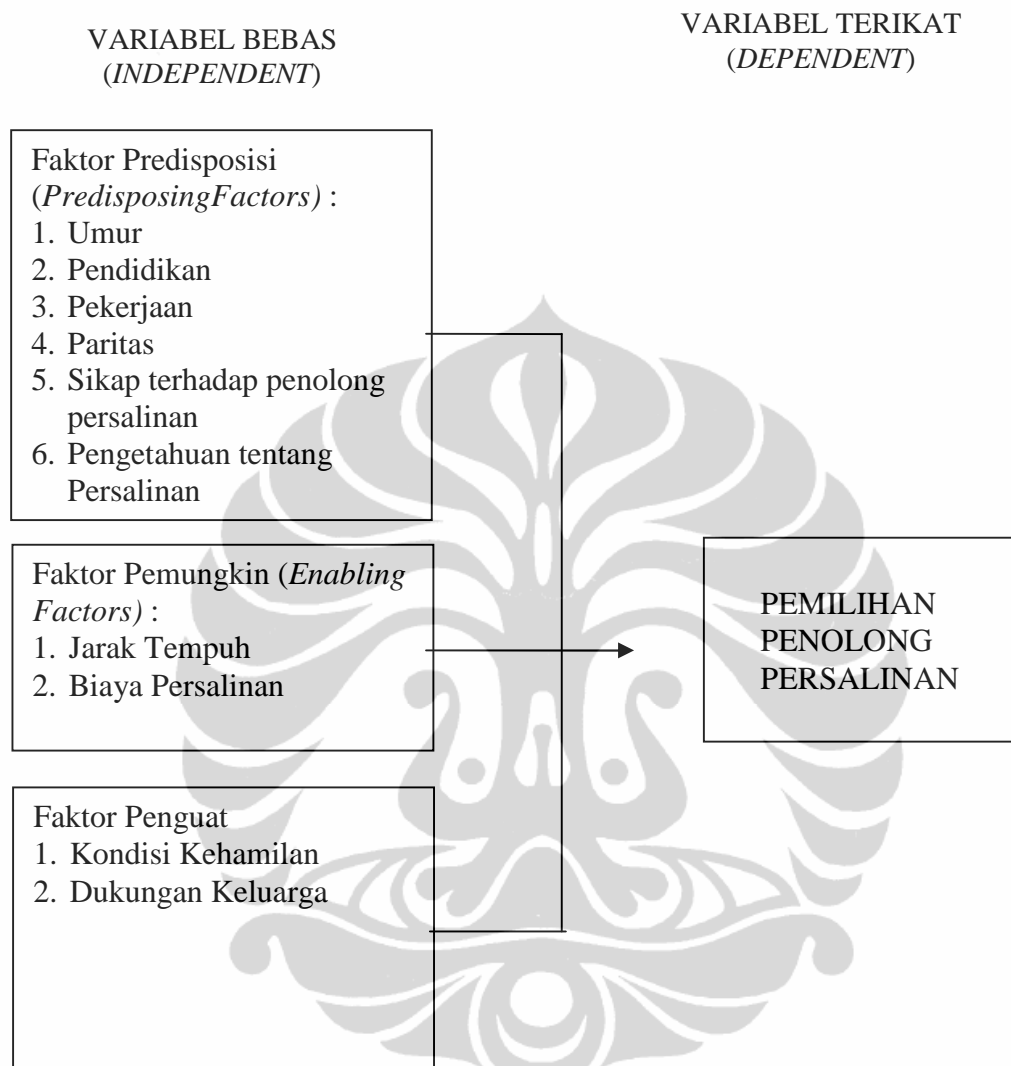 VARIABEL BEBAS
(INDEPENDENT)
VARIABEL TERIKAT
(DEPENDENT)
Faktor Predisposisi
(PredisposingFactors) :
1. Umur
2. Pendidikan
3. Pekerjaan
4. Paritas
5. Sikap terhadap penolong
persalinan
6. Pengetahuan tentang
Persalinan
Faktor Pemungkin (Enabling
Factors) :
1. Jarak Tempuh
2. Biaya Persalinan
Faktor Penguat
1. Kondisi Kehamilan
2. Dukungan Keluarga
PEMILIHAN
PENOLONG
PERSALINAN